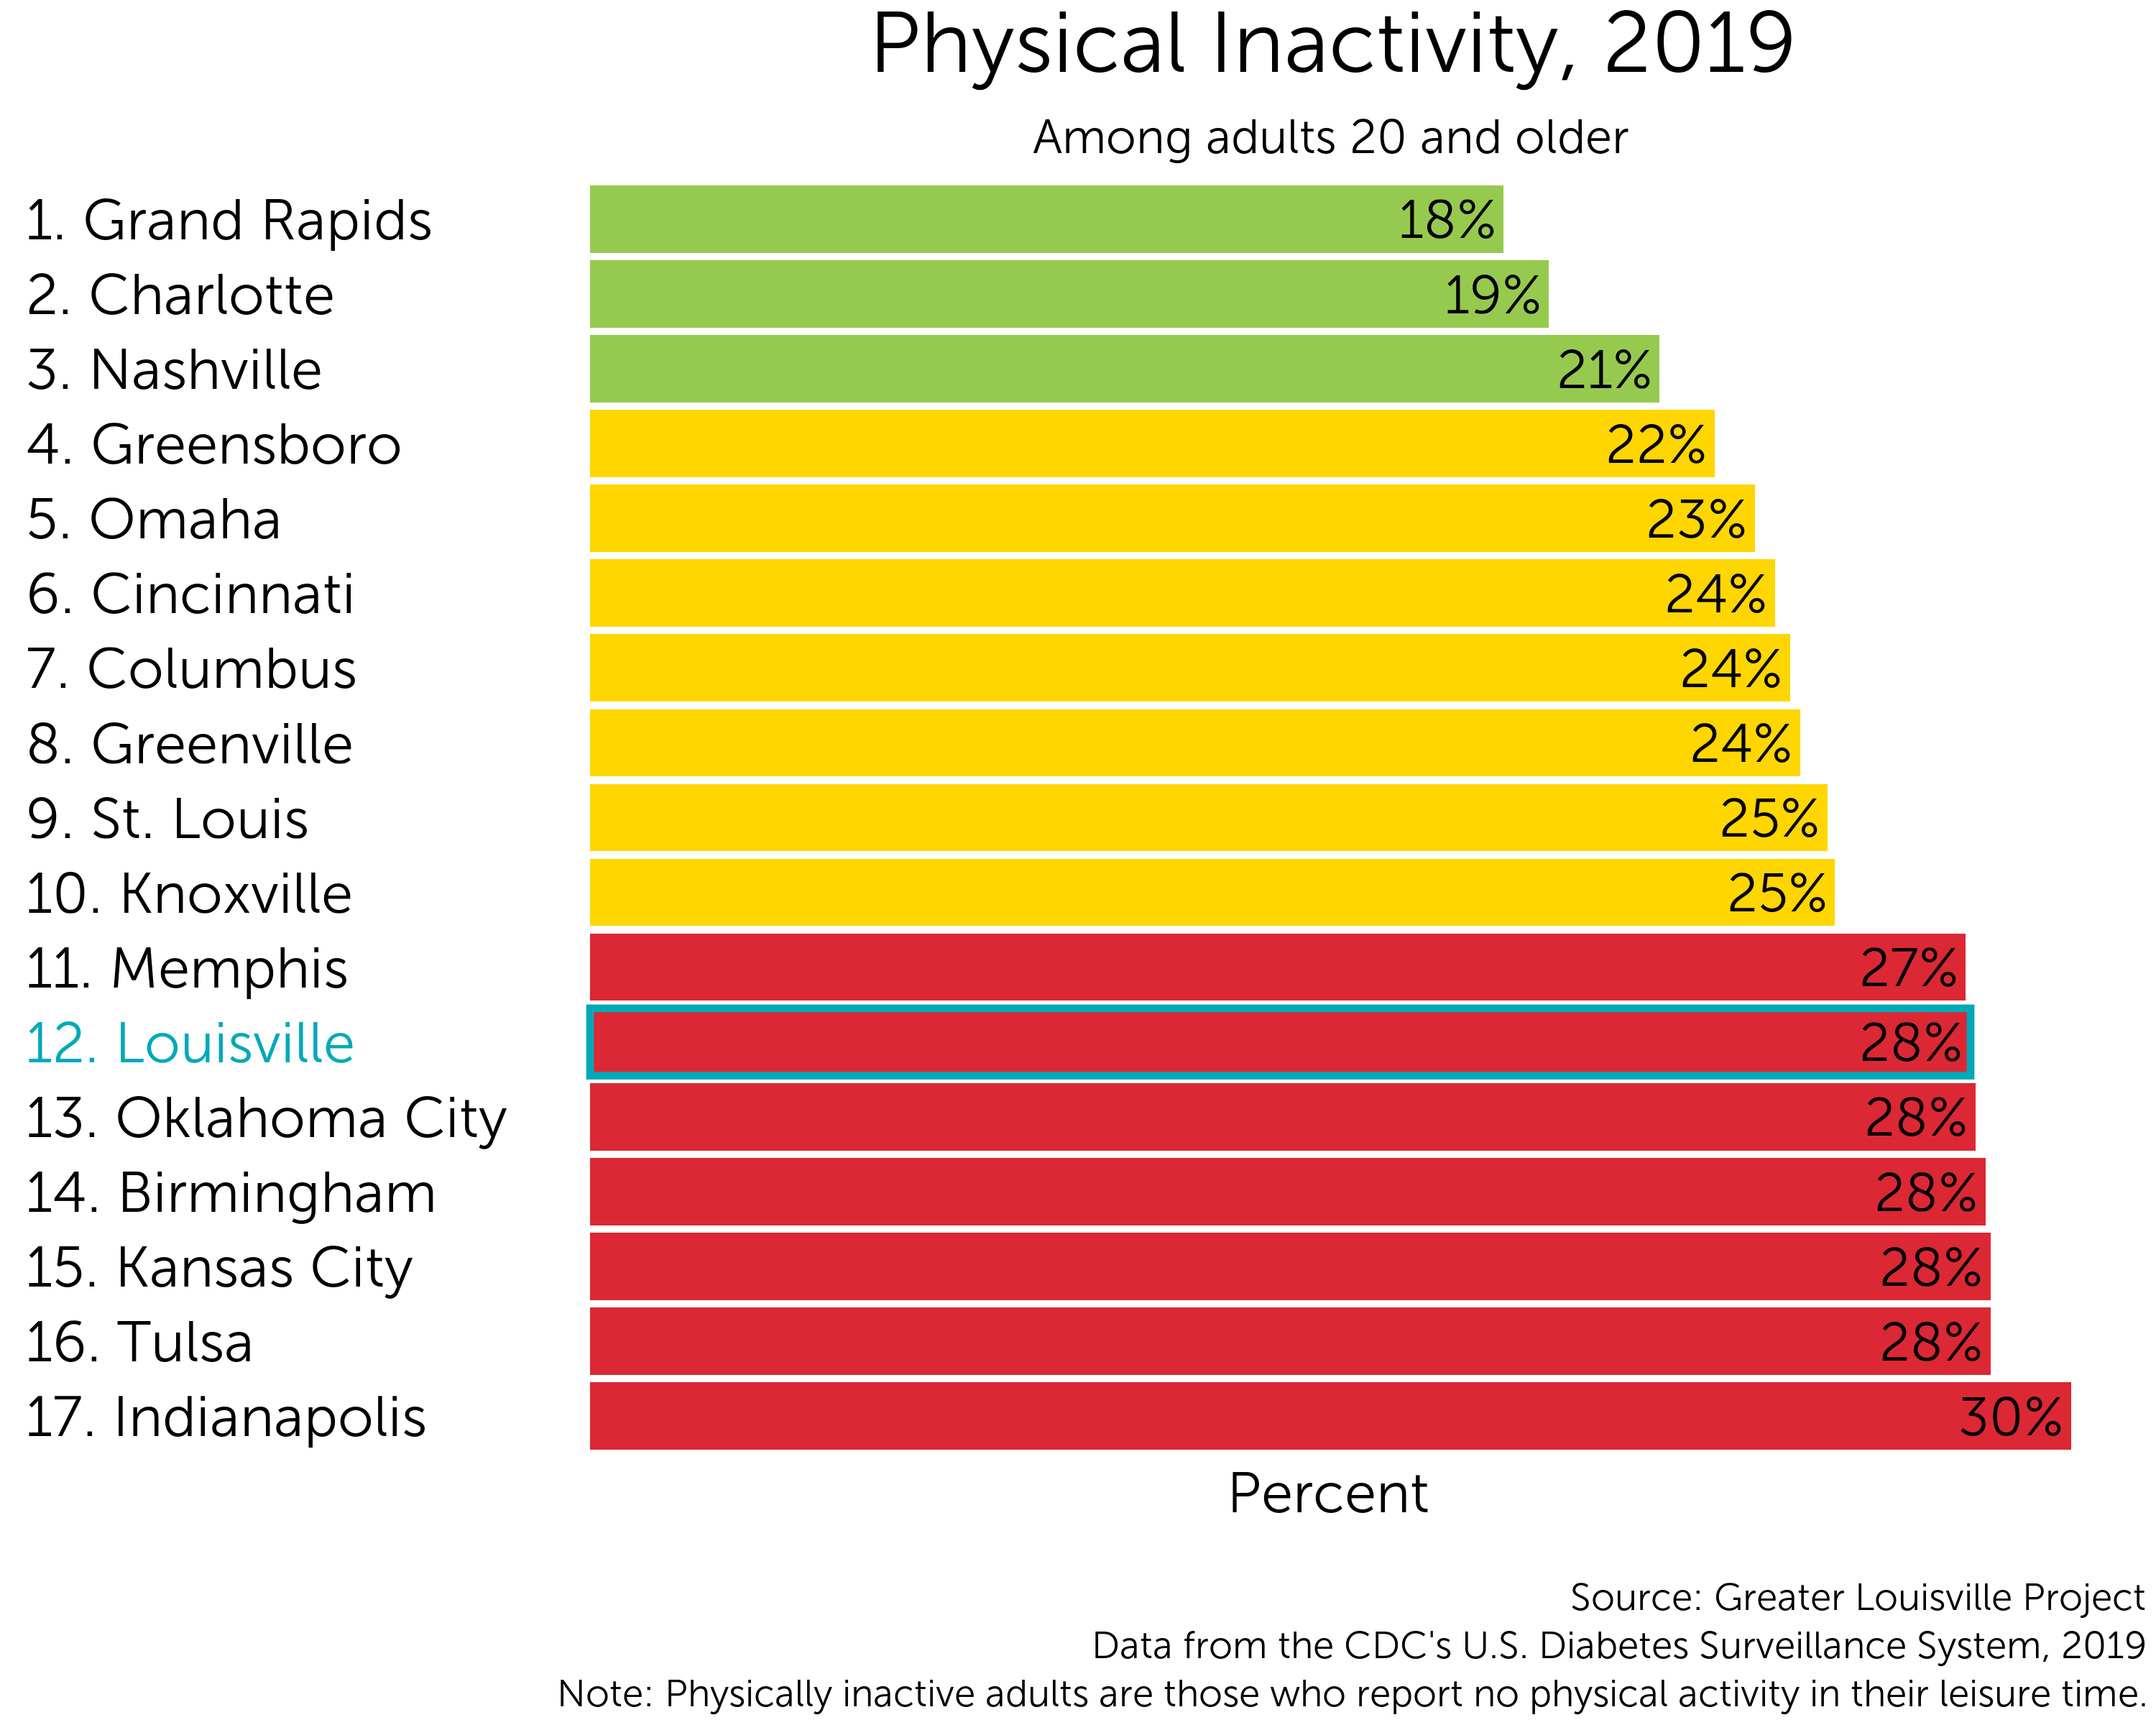 Physical Inactivity, 2019
Among adults 20 and older
1. Grand Rapids 18%
2. Charlotte 19%
3. Nashville 21%
4. Greensboro 22%
5. Omaha 23%
6. Cincinnati 24%
7. Columbus 24%
8. Greenville 24%
9. St. Louis 25%
10. Knoxville 25%
11. Memphis 27%
12. Louisville 28%
13. Oklahoma City 28%
14. Birmingham 28%
15. Kansas City 28%
16. Tulsa 28%
17. Indianapolis 30%
Percent
Source: Greater Louisville Project
Data from the CDC's U.S. Diabetes Surveillance System, 2019
Note: Physically inactive adults are those who report no physical activity in their leisure time.